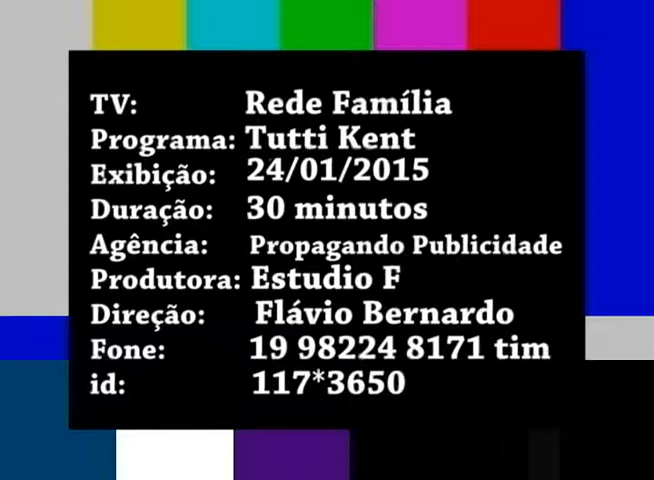 TV: Rede Família
Programa: Tutti Kent
Exibição: 24/01/2015
Duração: 30 minutos
Agência: Propagando Publicidade
Produtora: Estudio F
Direção: Flávio Bernardo
Fone: 19 98224 8171 tim
id: 117*3650